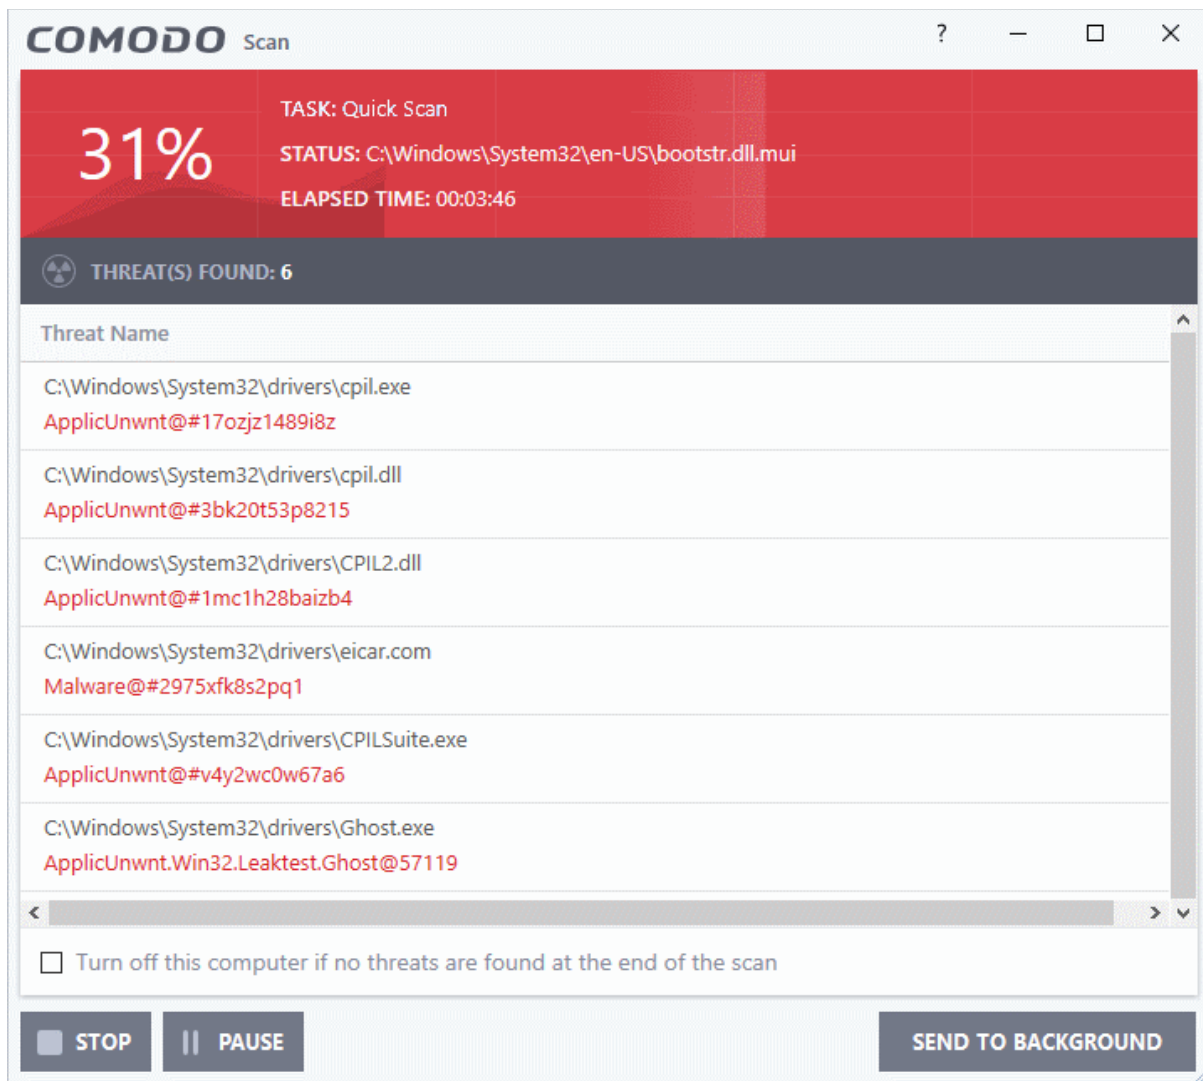 COMODO Scan
?
31%
TASK: Quick Scan
STATUS: C:\Windows\System32\en-US\bootstr.dll.mui
ELAPSED TIME: 00:03:46
THREAT(S) FOUND: 6
Threat Name
C:\Windows\System32\drivers\cpil.exe
ApplicUnwnt@#17ozjz1489i8z
C:\Windows\System32\drivers\cpil.dll
ApplicUnwnt@#3bk20t53p8215
C:\Windows\System32\drivers\CPIL2.dll
ApplicUnwnt@#1mc1h28baizb4
C:\Windows\System32\drivers\eicar.com
Malware@#2975xfk8s2pq1
C:\Windows\System32\drivers\CPILSuite.exe
ApplicUnwnt@#v4y2wc0w67a6
C:\Windows\System32\drivers\Ghost.exe
ApplicUnwnt.Win32.Leaktest.Ghost@57119
Turn off this computer if no threats are found at the end of the scan
STOP
PAUSE
SEND TO BACKGROUND